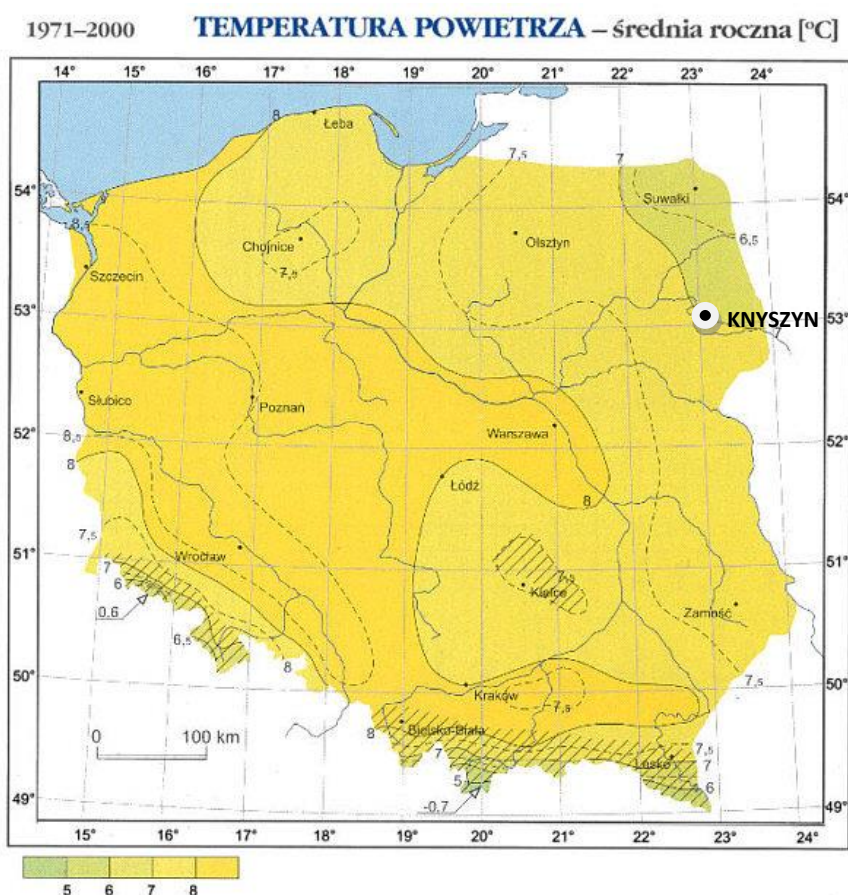 1971–2000 TEMPERATURA POWIETRZA – średnia roczna [°C]
14° 15° 16° 17° 18° 19° 20° 21° 22° 23° 24°
8
Łeba
7,5
7
54°
54°
Suwałki
8,5
Chojnice
Olsztyn
6,5
7,5
Szczecin
53°
KNYSZYN
53°
7
Słubice
Poznań
52°
Warszawa
52°
8,5
8
Łódź
8
7,5
51°
Wrocław
51°
7
7,5
6
Kielce
0.6
Zamość
6,5
50°
8
7,5
50°
Kraków
7,5
0 100 km
8
Bielsko-Biała
7,5
7
Lesko
7
5
6
49°
-0.7
49°
15° 16° 17° 18° 19° 20° 21° 22° 23° 24°
5 6 7 8